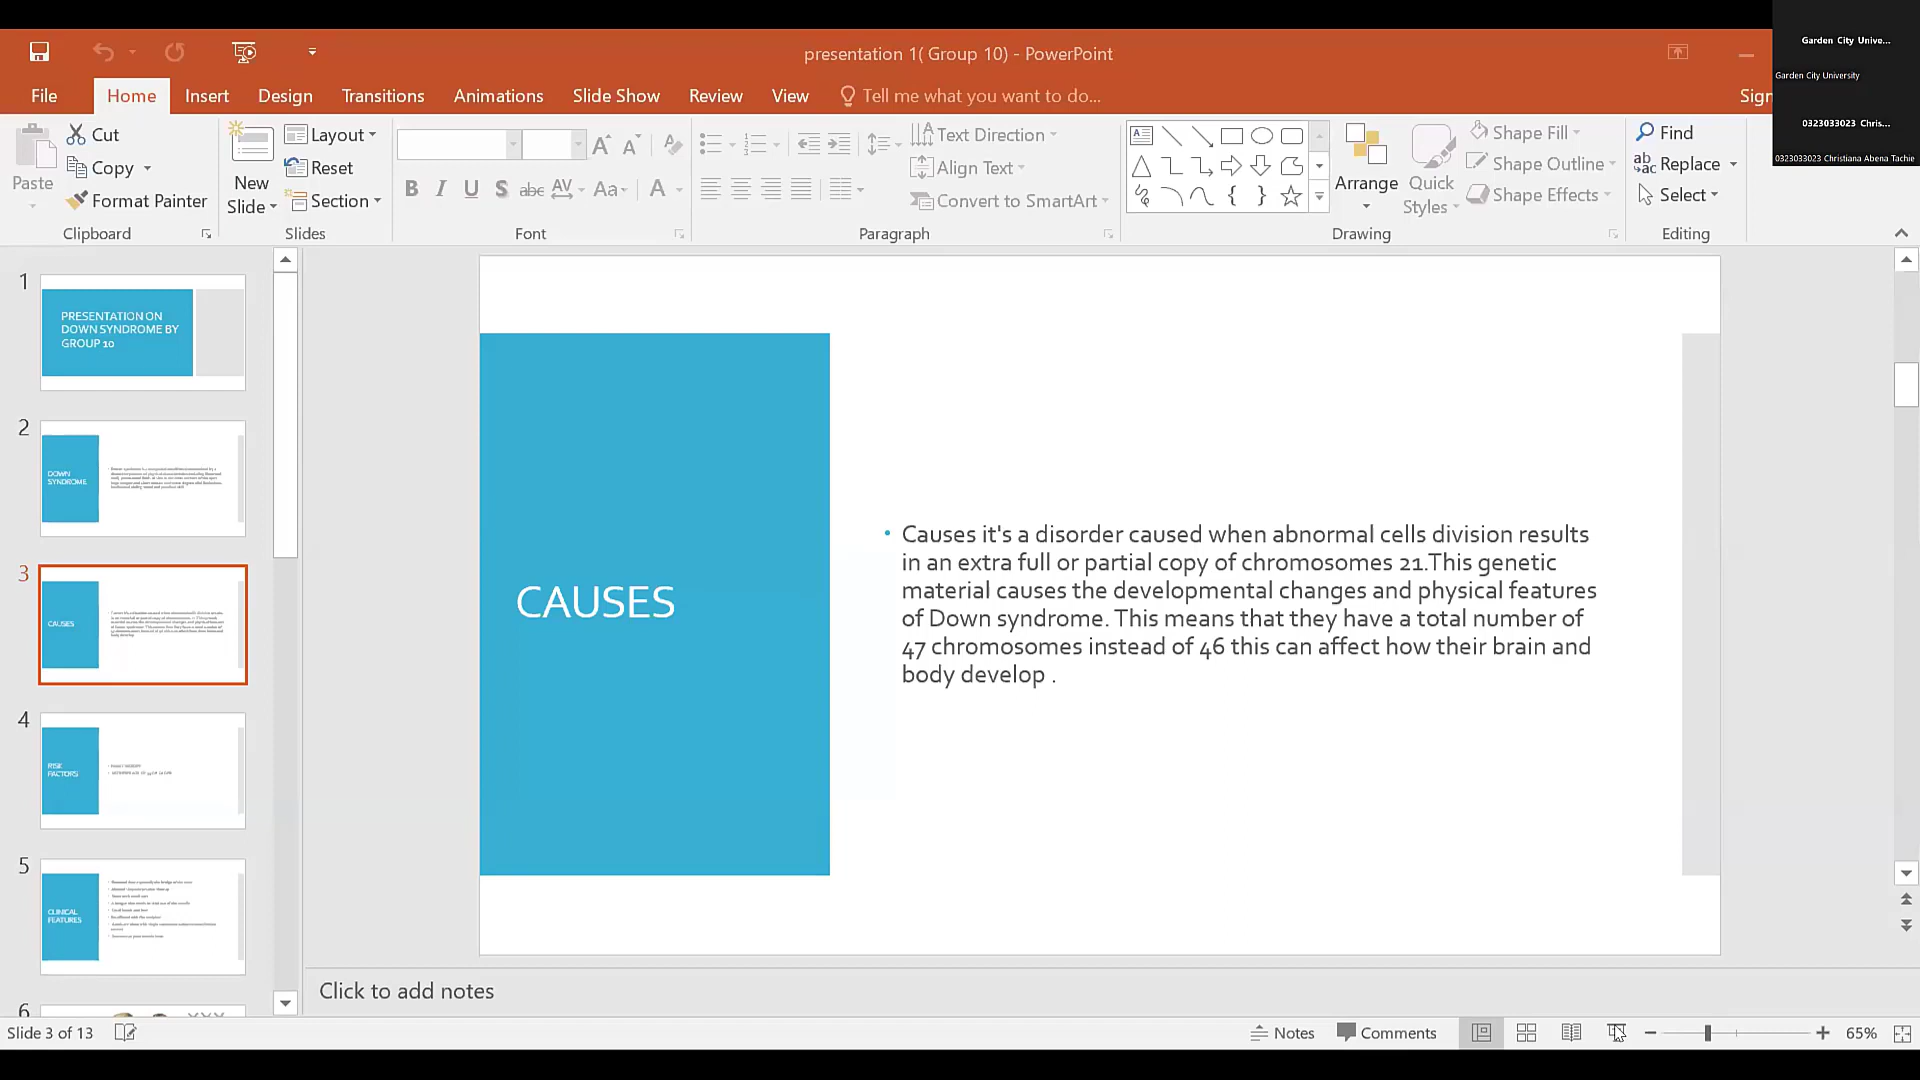 presentation 1( Group 10) - PowerPoint
Garden City Unive...
Garden City University
0323033023 Chris...
0323033023 Christiana Abena Tachie
File Home Insert Design Transitions Animations Slide Show Review View Tell me what you want to do... Sign
Cut
Copy
Format Painter
Paste
Clipboard
New
Slide
Layout
Reset
Section
Slides
B I U S abc AV Aa A
Font
Text Direction
Align Text
Convert to SmartArt
Paragraph
Arrange
Quick
Styles
Shape Fill
Shape Outline
Shape Effects
Drawing
Find
Replace
Select
Editing
1
PRESENTATION ON
DOWN SYNDROME BY
GROUP 10
2
DOWN
SYNDROME
3
CAUSES
4
RISK
FACTORS
5
CLINICAL
FEATURES
6
CAUSES
• Causes it's a disorder caused when abnormal cells division results
in an extra full or partial copy of chromosomes 21.This genetic
material causes the developmental changes and physical features
of Down syndrome. This means that they have a total number of
47 chromosomes instead of 46 this can affect how their brain and
body develop .
Click to add notes
Slide 3 of 13
Notes
Comments
65%